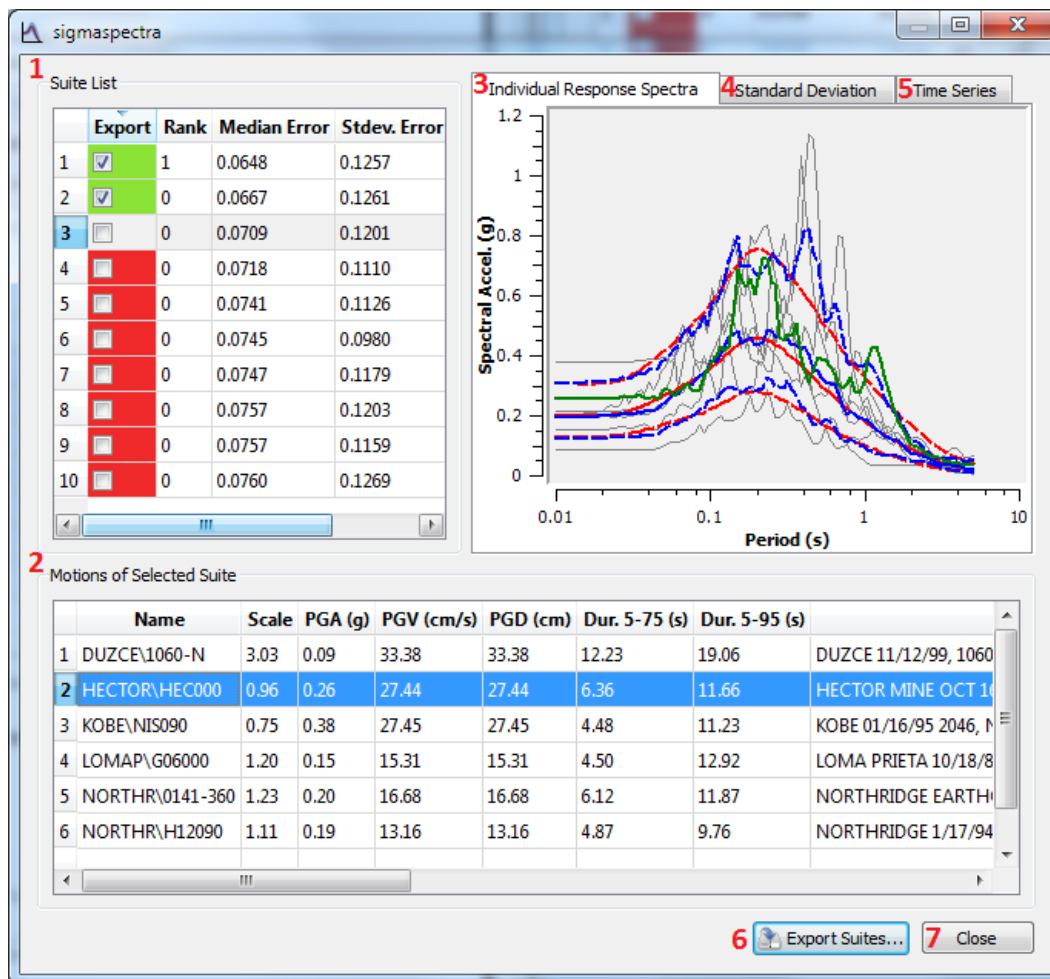 sigmaspectra
1
Suite List
Export Rank Median Error Stdev. Error
1 1 0.0648 0.1257
2 0 0.0667 0.1261
3 0 0.0709 0.1201
4 0 0.0718 0.1110
5 0 0.0741 0.1126
6 0 0.0745 0.0980
7 0 0.0747 0.1179
8 0 0.0757 0.1203
9 0 0.0757 0.1159
10 0 0.0760 0.1269
3 Individual Response Spectra 4 Standard Deviation 5 Time Series
Spectral Accel. (g)
1.2
1
0.8
0.6
0.4
0.2
0
0.01 0.1 1 10
Period (s)
2
Motions of Selected Suite
Name Scale PGA (g) PGV (cm/s) PGD (cm) Dur. 5-75 (s) Dur. 5-95 (s)
1 DUZCE\1060-N 3.03 0.09 33.38 33.38 12.23 19.06 DUZCE 11/12/99, 1060
2 HECTOR\HEC000 0.96 0.26 27.44 27.44 6.36 11.66 HECTOR MINE OCT
3 KOBE\NIS090 0.75 0.38 27.45 27.45 4.48 11.23 KOBE 01/16/95 2046,
4 LOMAP\G06000 1.20 0.15 15.31 15.31 4.50 12.92 LOMA PRIETA 10/18/8
5 NORTHR\0141-360 1.23 0.20 16.68 16.68 6.12 11.87 NORTHRIDGE
6 NORTHR\H12090 1.11 0.19 13.16 13.16 4.87 9.76 NORTHRIDGE 1/17/94
6 Export Suites... 7 Close